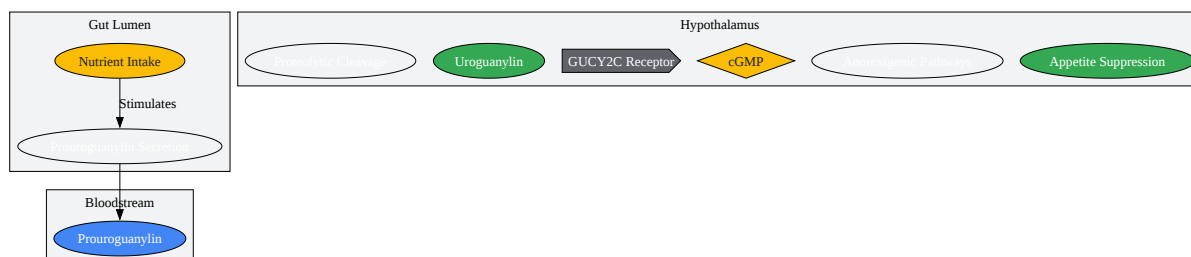 Gut Lumen
Nutrient Intake
Stimulates
Prouroguanylin Secretion
Bloodstream
Prouroguanylin
Hypothalamus
Proteolytic Cleavage
Uroguanylin
GUCY2C Receptor
cGMP
Anorexigenic Pathways
Appetite Suppression